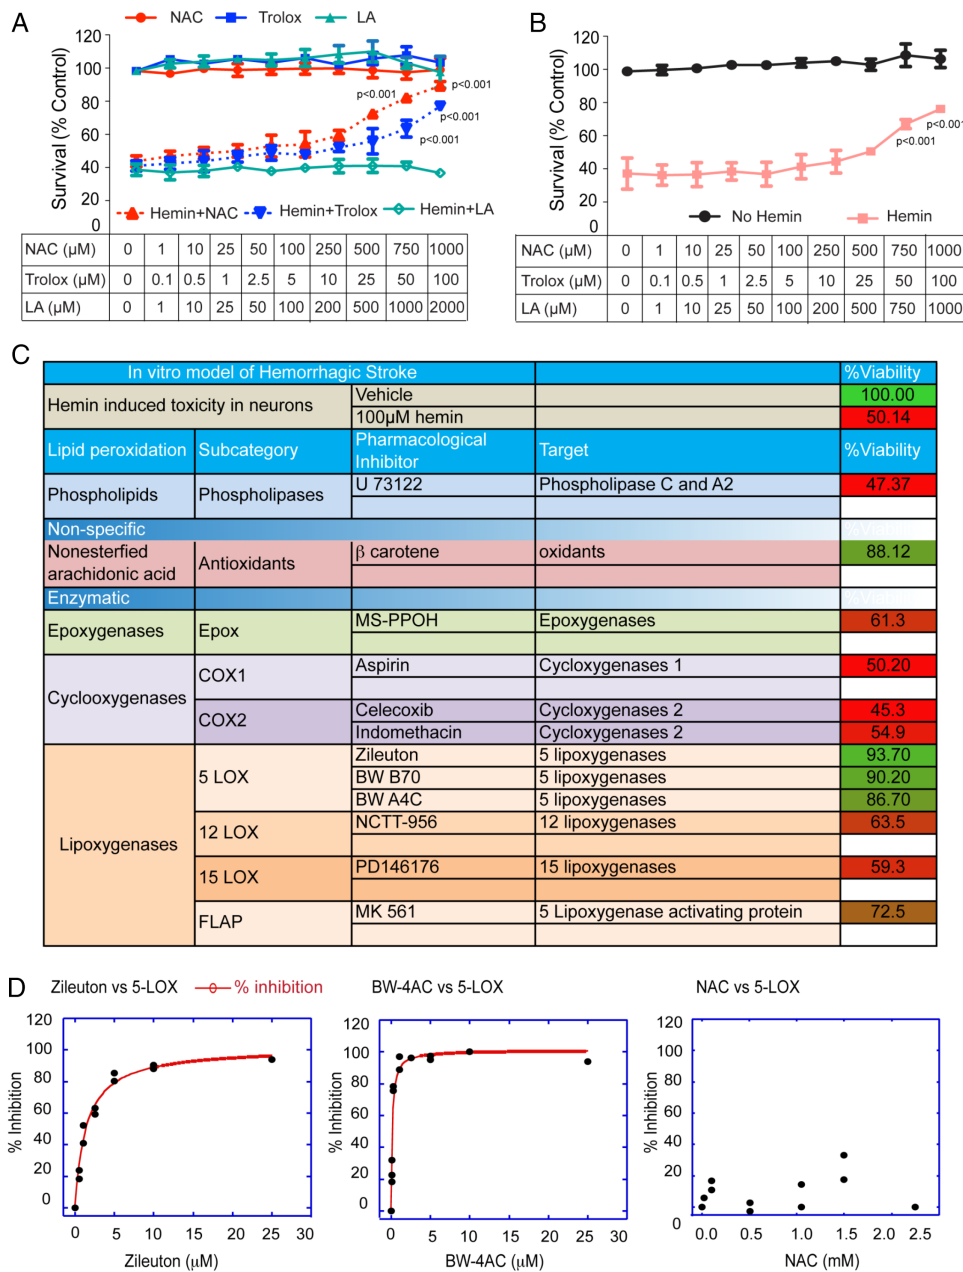 A
NAC Trolox LA
Survival (% Control)
120
100
80
60
40
20
0
p<0.001
p<0.001
p<0.001
Hemin+NAC Hemin+Trolox Hemin+LA
NAC (µM) 0 1 10 25 50 100 250 500 750 1000
Trolox(µM) 0 0.1 0.5 1 2.5 5 10 25 50 100
LA (µM) 0 1 10 25 50 100 200 500 1000 2000
B
Survival (% Control)
120
100
80
60
40
20
0
p<0.001
p<0.001
No Hemin Hemin
NAC (µM) 0 1 10 25 50 100 250 500 750 1000
Trolox (µM) 0 0.1 0.5 1 2.5 5 10 25 50 100
LA (µM) 0 1 10 25 50 100 200 500 750 1000
C
In vitro model of Hemorrhagic Stroke %Viability
Hemin induced toxicity in neurons
Vehicle 100.00
100µM hemin 50.14
Lipid peroxidation Subcategory Pharmacological Inhibitor Target %Viability
Phospholipids Phospholipases U 73122 Phospholipase C and A2 47.37
Non-specific %Viability
Nonesterfied arachidonic acid Antioxidants β carotene oxidants 88.12
Enzymatic %Viability
Epoxygenases Epox MS-PPOH Epoxygenases 61.3
Cyclooxygenases
COX1 Aspirin Cycloxygenases 1 50.20
COX2 Celecoxib Cycloxygenases 2 45.3
Indomethacin Cycloxygenases 2 54.9
Lipoxygenases
5 LOX Zileuton 5 lipoxygenases 93.70
BW B70 5 lipoxygenases 90.20
BW A4C 5 lipoxygenases 86.70
12 LOX NCTT-956 12 lipoxygenases 63.5
15 LOX PD146176 15 lipoxygenases 59.3
FLAP MK 561 5 Lipoxygenase activating protein 72.5
D
Zileuton vs 5-LOX % inhibition
% Inhibition
120
100
80
60
40
20
0
0 5 10 15 20 25 30
Zileuton (µM)
BW-4AC vs 5-LOX
% Inhibition
120
100
80
60
40
20
0
0 5 10 15 20 25 30
BW-4AC (µM)
NAC vs 5-LOX
% Inhibition
120
100
80
60
40
20
0
0.0 0.5 1.0 1.5 2.0 2.5
NAC (mM)